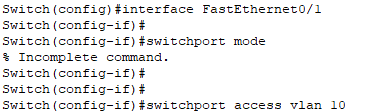 Switch(config)#interface FastEthernet0/1
Switch(config-if)#
Switch(config-if)#switchport mode
% Incomplete command.
Switch(config-if)#
Switch(config-if)#
Switch(config-if)#switchport access vlan 10